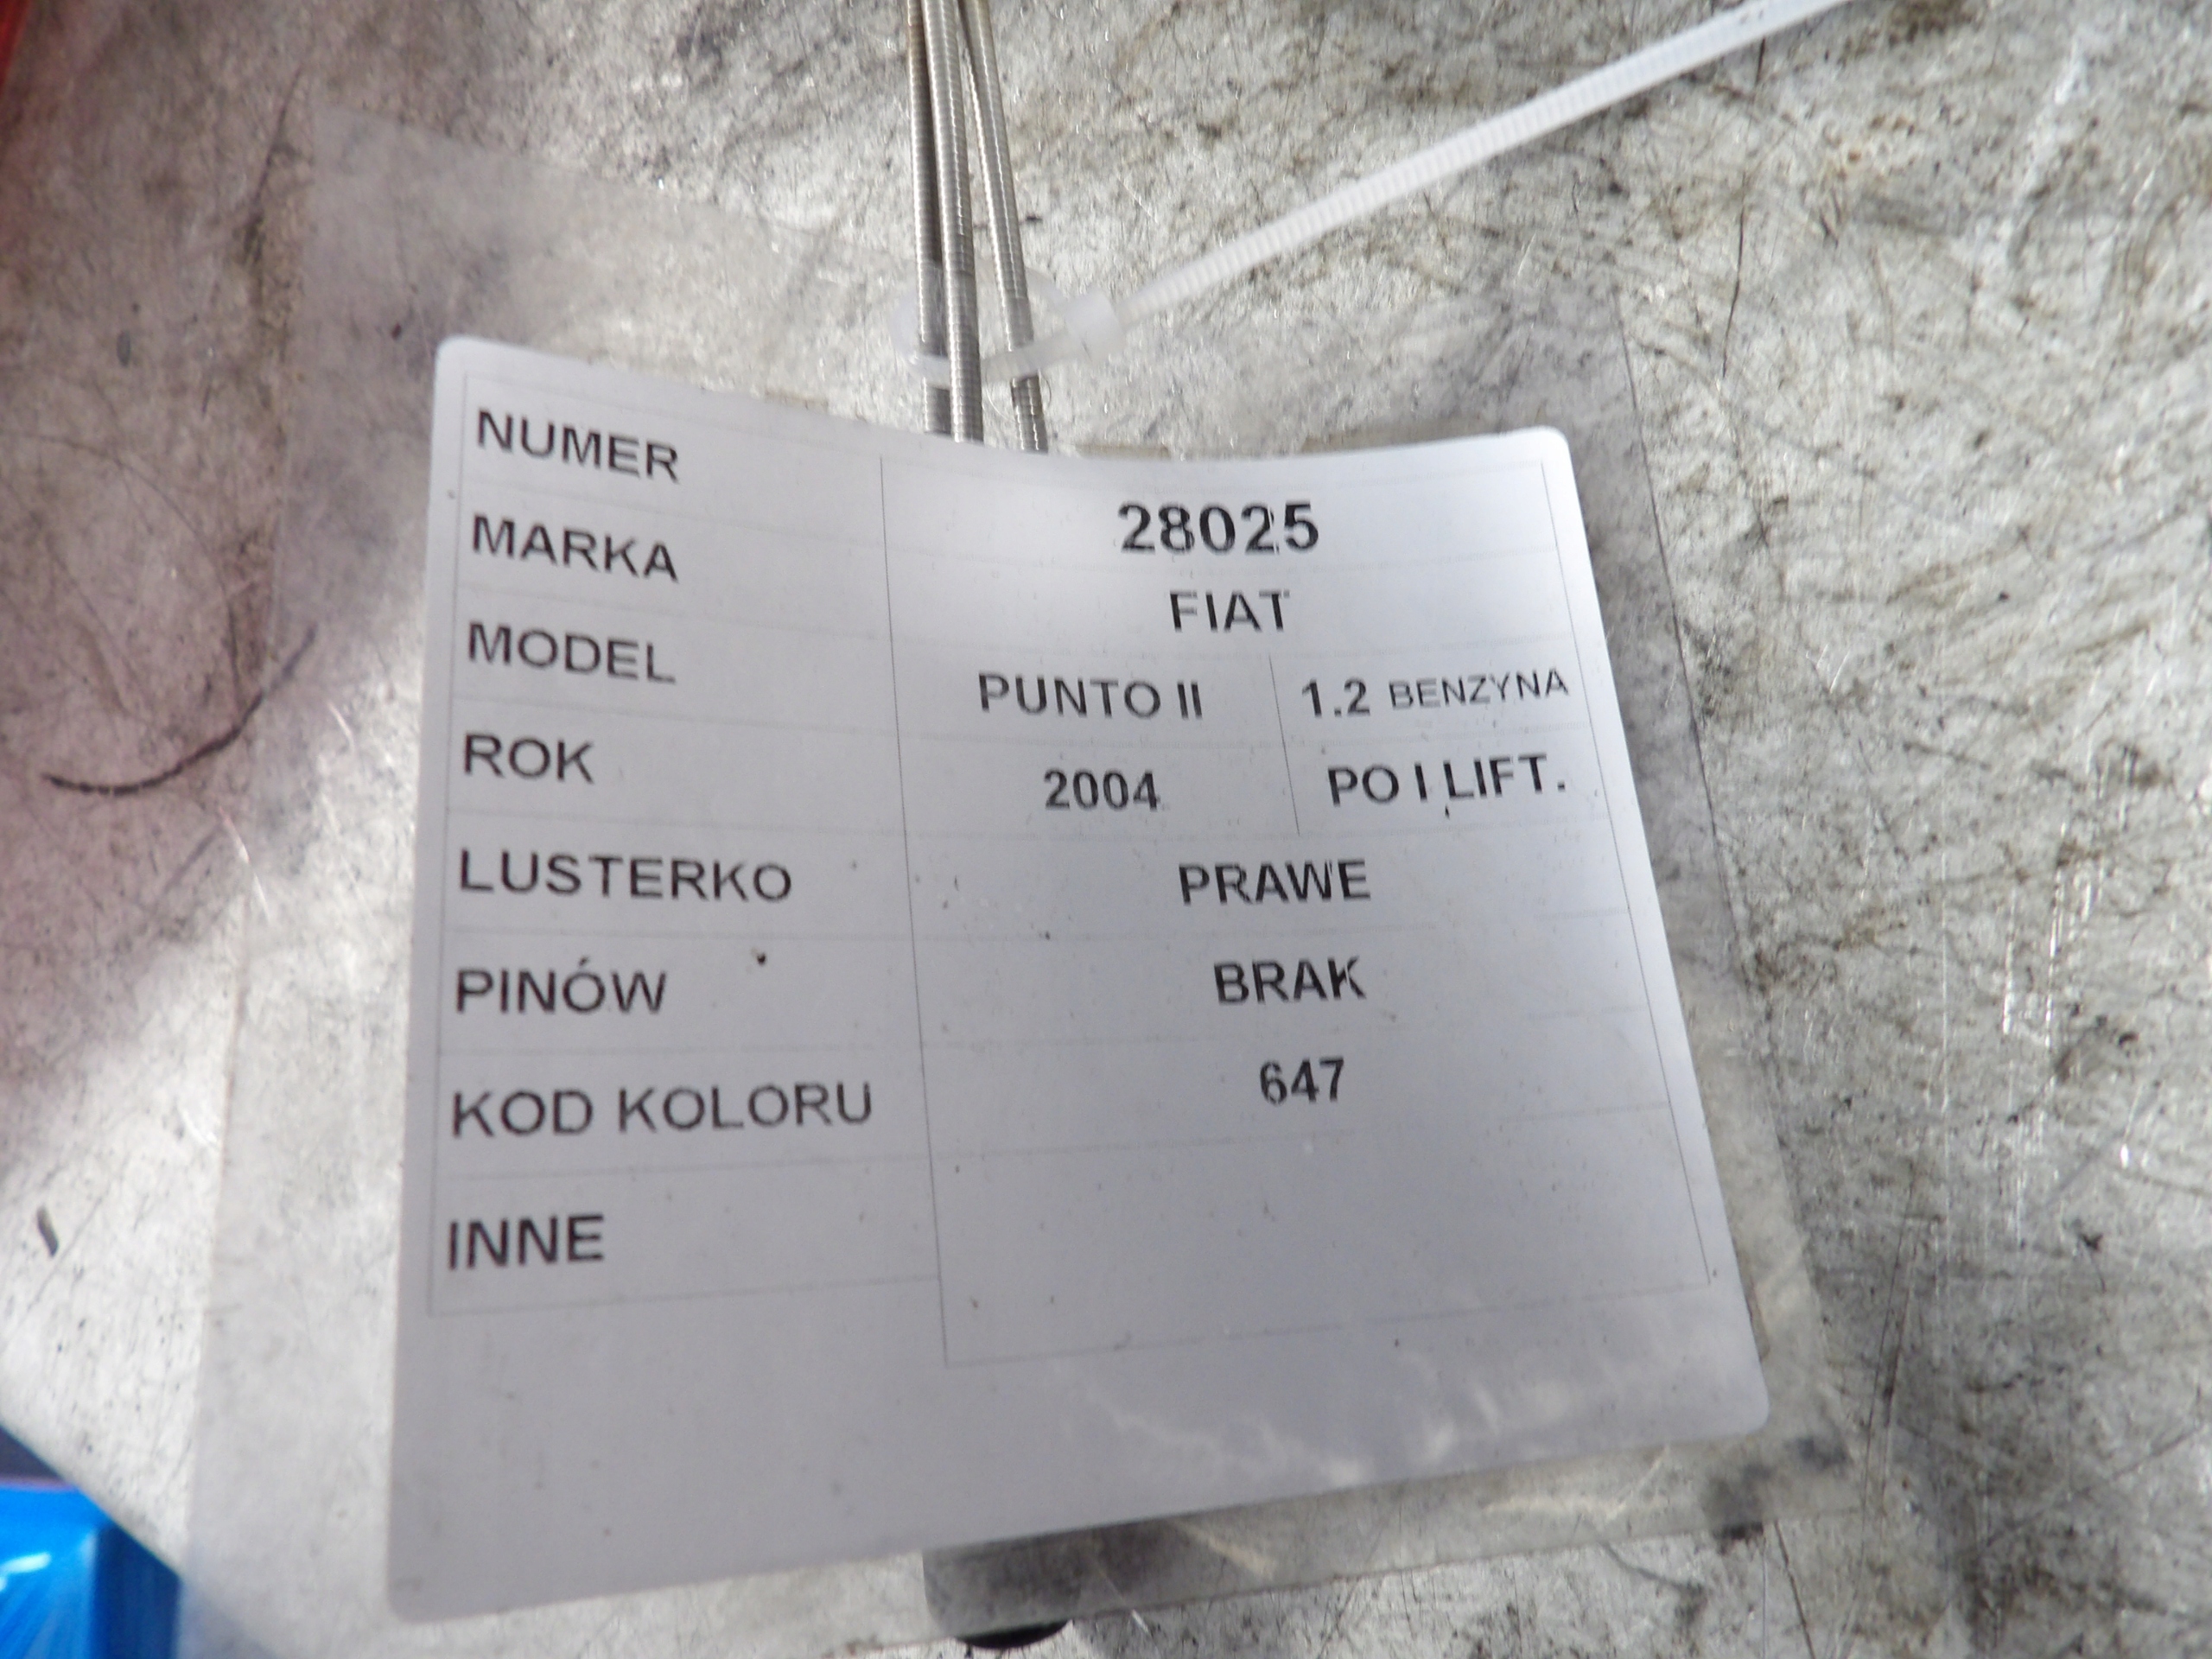 NUMER 28025
MARKA FIAT
MODEL PUNTO II 1.2 BENZYNA
ROK 2004 PO I LIFT.
LUSTERKO PRAWE
PINÓW BRAK
KOD KOLORU 647
INNE